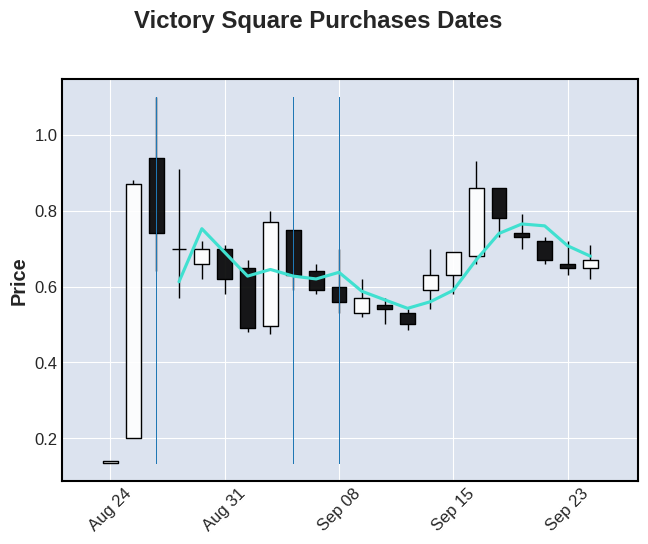 Victory Square Purchases Dates
Price
1.0
0.8
0.6
0.4
0.2
Aug 24
Aug 31
Sep 08
Sep 15
Sep 23